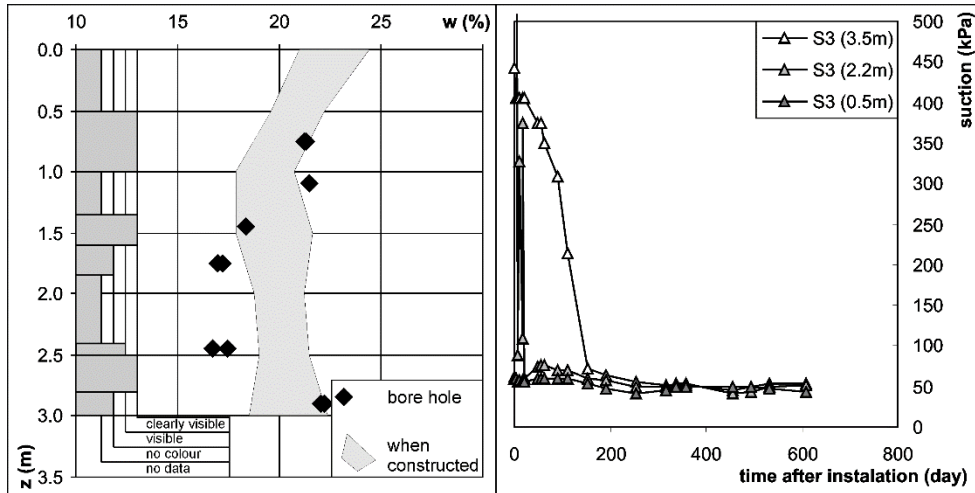 10 15 20 25 w (%)
0.0
0.5
1.0
1.5
2.0
2.5
3.0
3.5
z (m)
clearly visible
visible
no colour
no data
bore hole
when
constructed
S3 (3.5m)
S3 (2.2m)
S3 (0.5m)
500
450
400
350
300
250
200
150
100
50
0
suction (kPa)
0 200 400 600 800
time after instalation (day)